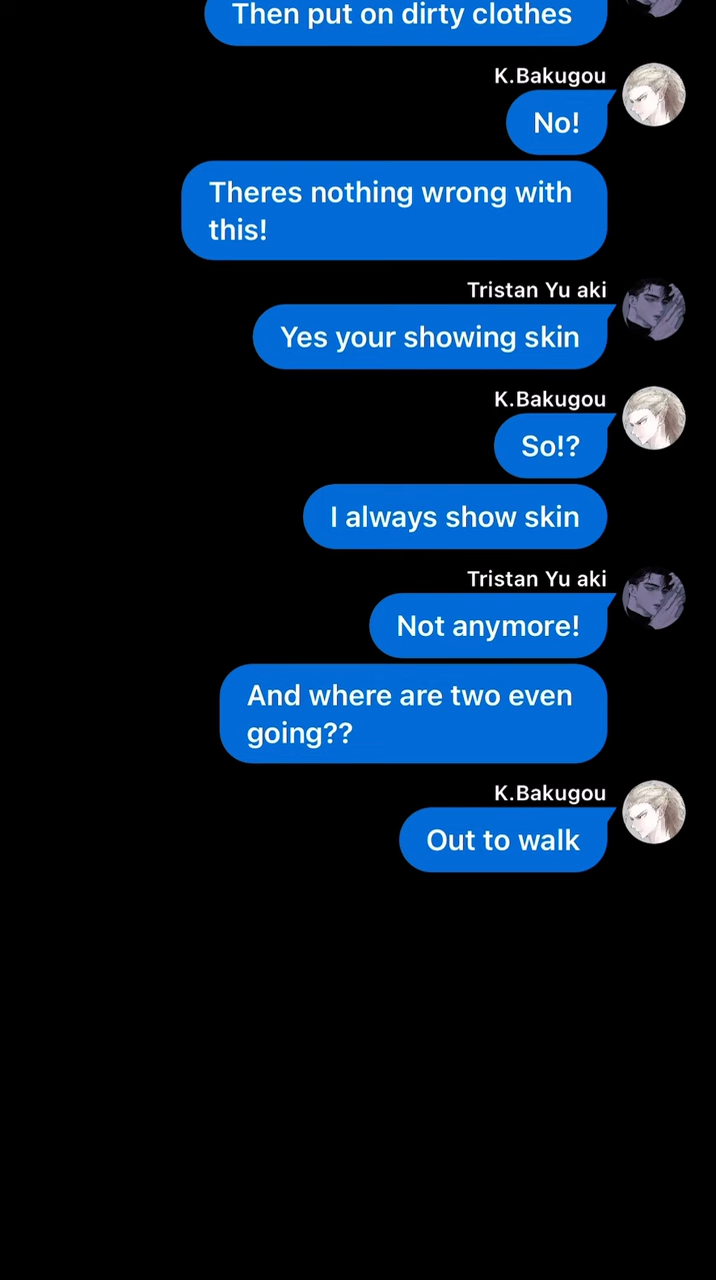 Then put on dirty clothes
K.Bakugou
No!
Theres nothing wrong with
this!
Tristan Yu aki
Yes your showing skin
K.Bakugou
So!?
I always show skin
Tristan Yu aki
Not anymore!
And where are two even
going??
K.Bakugou
Out to walk